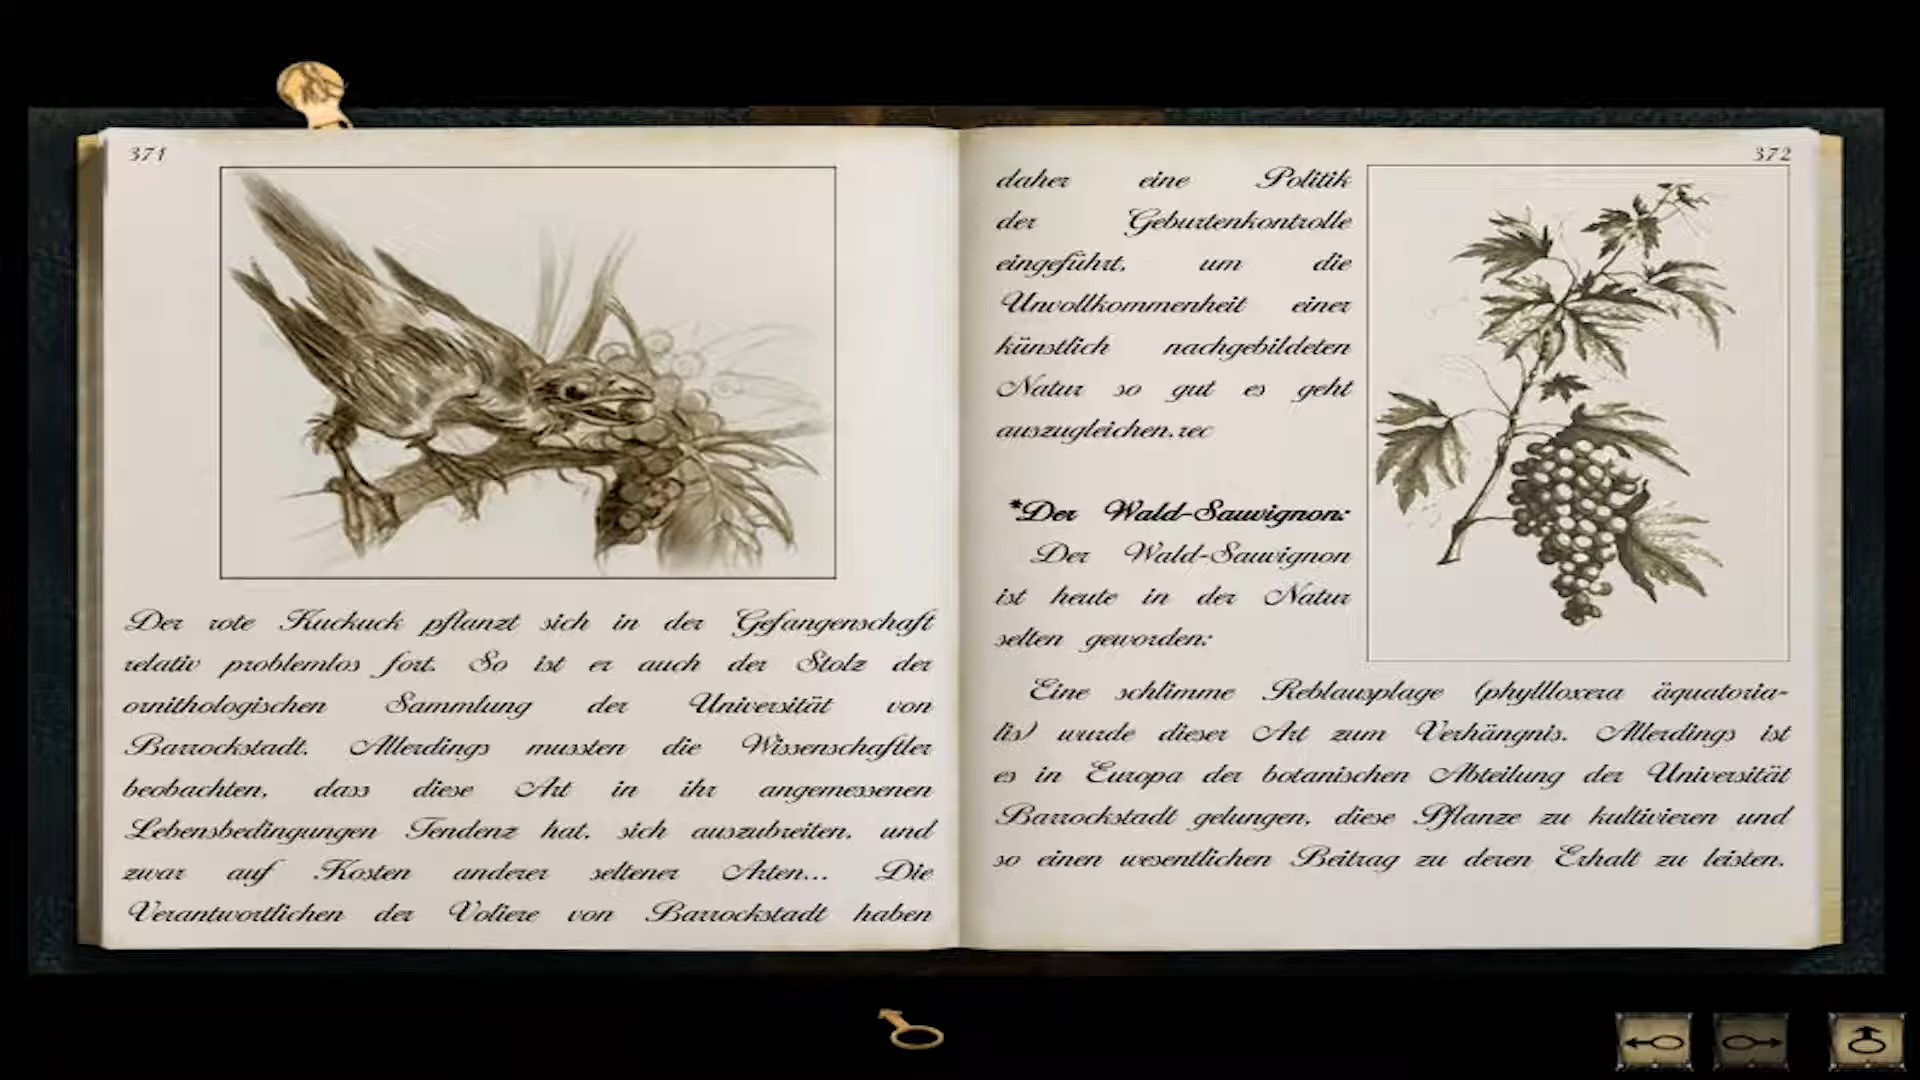 371
Der rote Kuckuck pflanzt sich in der Gefangenschaft
relativ problemlos fort. So ist er auch der Stolz der
ornithologischen Sammlung der Universität von
Barrockstadt. Allerdings mussten die Wissenschaftler
beobachten, dass diese Art in ihr angemessenen
Lebensbedingungen Tendenz hat, sich auszubreiten, und
zwar auf Kosten anderer seltener Arten... Die
Verantwortlichen der Voliere von Barrockstadt haben
372
daher eine Politik
der Geburtenkontrolle
eingeführt, um die
Unvollkommenheit einer
künstlich nachgebildeten
Natur so gut es geht
auszugleichen.rec
*Der Wald-Sauvignon:
Der Wald-Sauvignon
ist heute in der Natur
selten geworden:
Eine schlimme Reblausplage (phyllloxera äquatoria-
lis) wurde dieser Art zum Verhängnis. Allerdings ist
es in Europa der botanischen Abteilung der Universität
Barrockstadt gelungen, diese Pflanze zu kultivieren und
so einen wesentlichen Beitrag zu deren Erhalt zu leisten.